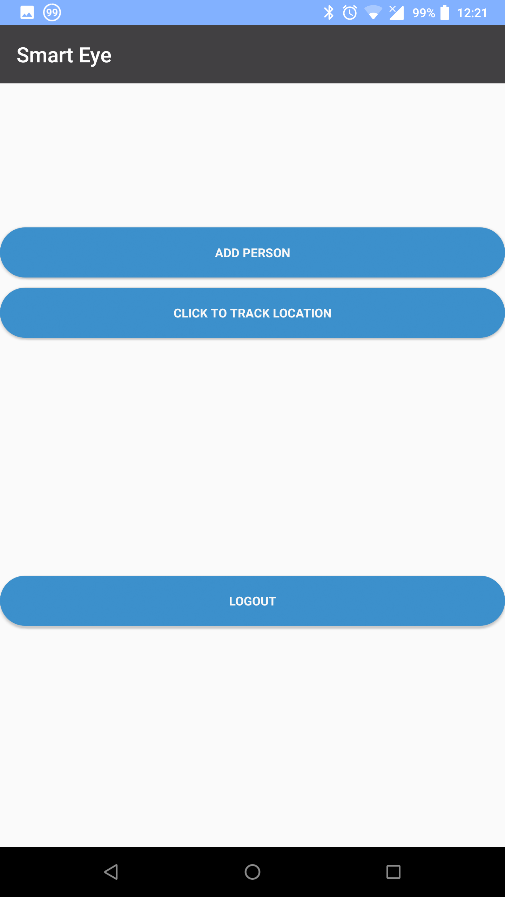 99 99% 12:21
Smart Eye
ADD PERSON
CLICK TO TRACK LOCATION
LOGOUT